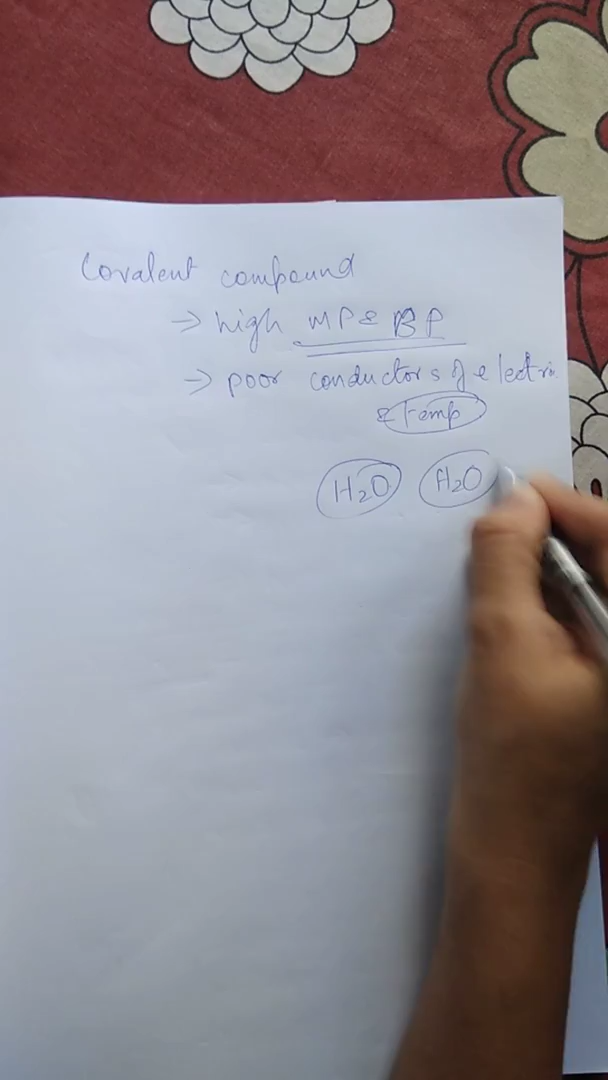 Covalent compound
→ high MP & BP
→ poor conductors of electri
& temp
H₂O H₂O